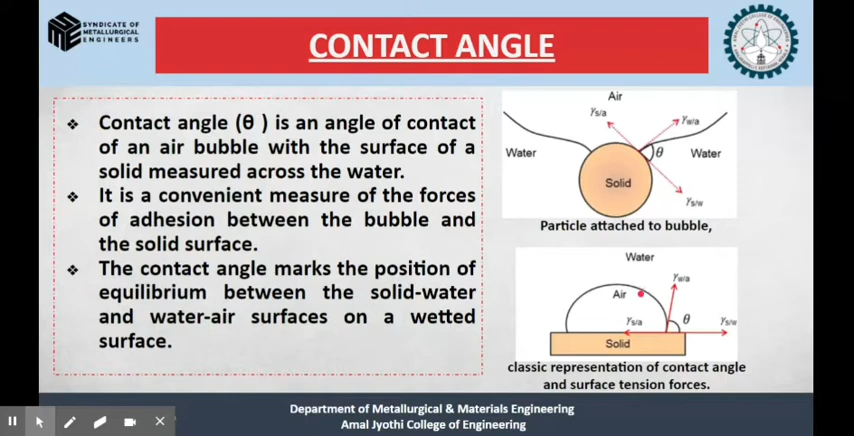 SYNDICATE OF
METALLURGICAL
ENGINEERS
CONTACT ANGLE
❖ Contact angle (θ ) is an angle of contact
of an air bubble with the surface of a
solid measured across the water.
❖ It is a convenient measure of the forces
of adhesion between the bubble and
the solid surface.
❖ The contact angle marks the position of
equilibrium between the solid-water
and water-air surfaces on a wetted
surface.
Air
γs/a
γw/a
Water
θ
Water
Solid
γs/w
Particle attached to bubble,
Water
γw/a
Air
γs/a
θ
γs/w
Solid
classic representation of contact angle
and surface tension forces.
Department of Metallurgical & Materials Engineering
Amal Jyothi College of Engineering